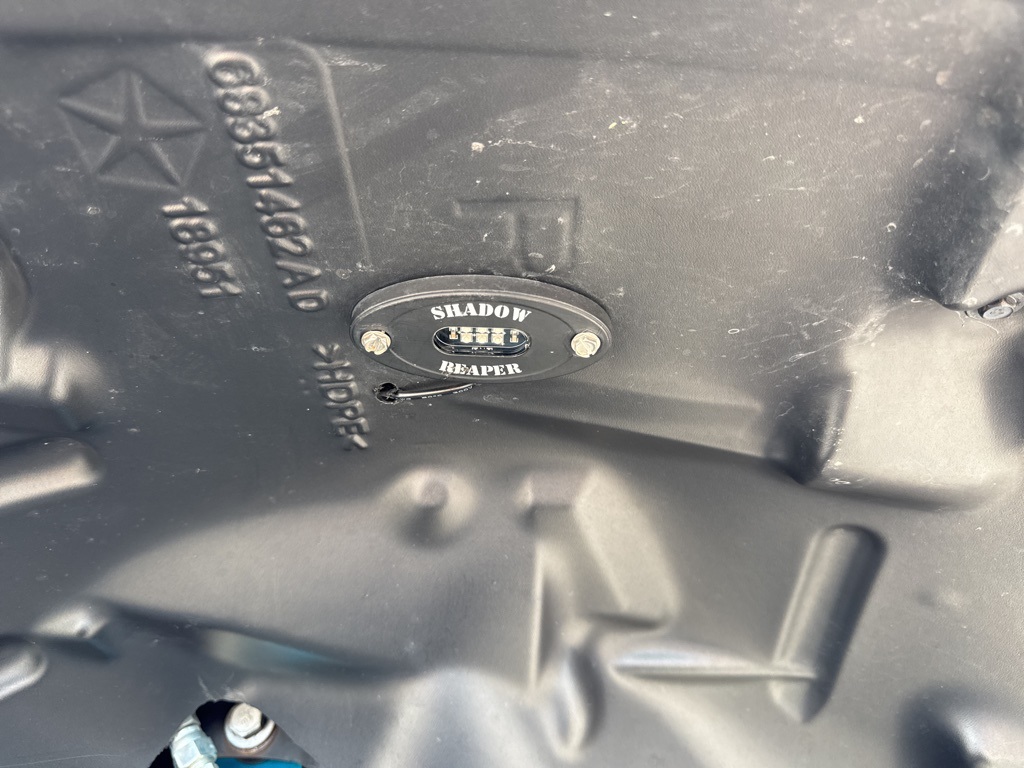 68351462AD
18951
>HDPE<
SHADOW
REAPER